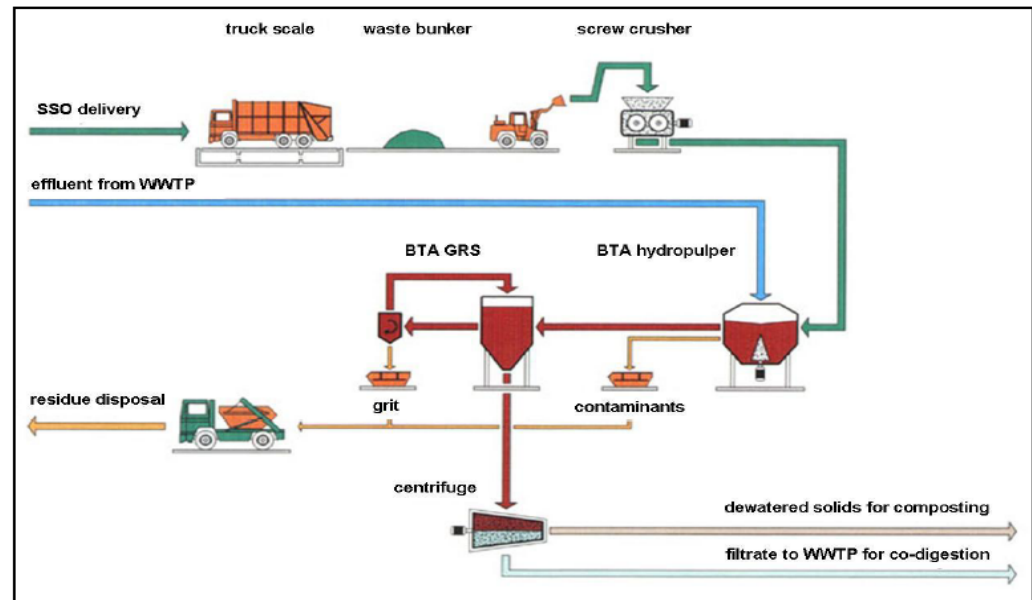 truck scale
waste bunker
screw crusher
SSO delivery
effluent from WWTP
BTA GRS
BTA hydropulper
residue disposal
grit
contaminants
centrifuge
dewatered solids for composting
filtrate to WWTP for co-digestion